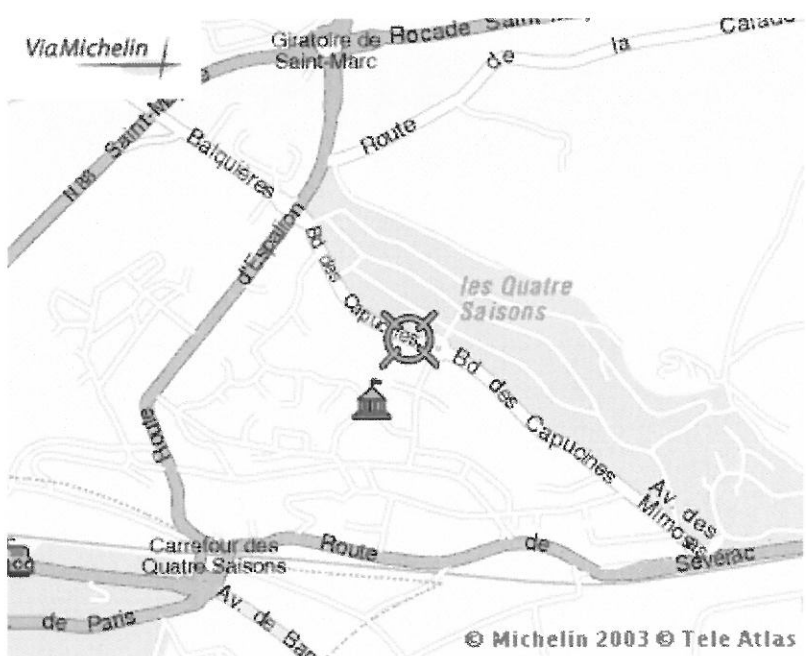 ViaMichelin
Giratoire de
Saint-Marc
Rocade
Route de la Calade
N 88
Balquières
Route d'Espalion
Bd des Capucines
les Quatre
Saisons
Bd des Capucines
Av. des
Mimosas
Carrefour des
Quatre Saisons
Route de Sévérac
de Paris
Av. de
© Michelin 2003 © Tele Atlas